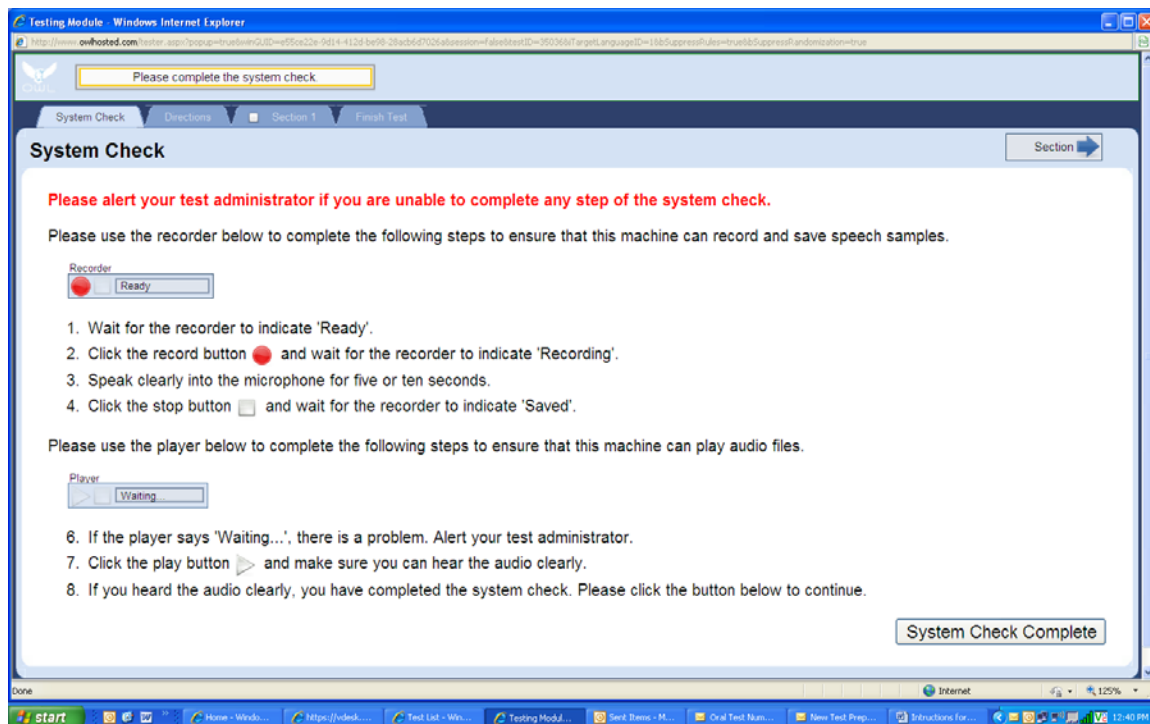 Testing Module - Windows Internet Explorer
Please complete the system check
OWL
System Check
Directions
Section 1
Finish Test
System Check
Section
Please alert your test administrator if you are unable to complete any step of the system check.
Please use the recorder below to complete the following steps to ensure that this machine can record and save speech samples.
Recorder
Ready
1. Wait for the recorder to indicate 'Ready'.
2. Click the record button and wait for the recorder to indicate 'Recording'.
3. Speak clearly into the microphone for five or ten seconds.
4. Click the stop button and wait for the recorder to indicate 'Saved'.
Please use the player below to complete the following steps to ensure that this machine can play audio files.
Player
Waiting...
6. If the player says 'Waiting...', there is a problem. Alert your test administrator.
7. Click the play button and make sure you can hear the audio clearly.
8. If you heard the audio clearly, you have completed the system check. Please click the button below to continue.
System Check Complete
Done
Internet
125%
start
Home - Windo...
https://vdesk....
Test List - Win...
Testing Modul...
Sent Items - M...
Oral Test Num...
New Test Prep...
Intructions for...
12:40 PM